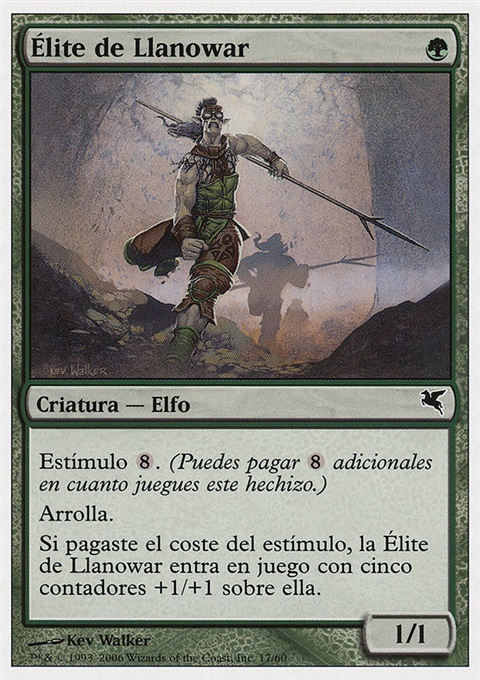 Élite de Llanowar
KEV WALKER
Criatura — Elfo
Estímulo 8. (Puedes pagar 8 adicionales
en cuanto juegues este hechizo.)
Arrolla.
Si pagaste el coste del estímulo, la Élite
de Llanowar entra en juego con cinco
contadores +1/+1 sobre ella.
Kev Walker
1/1
™ & © 1993–2006 Wizards of the Coast, Inc. 17/60